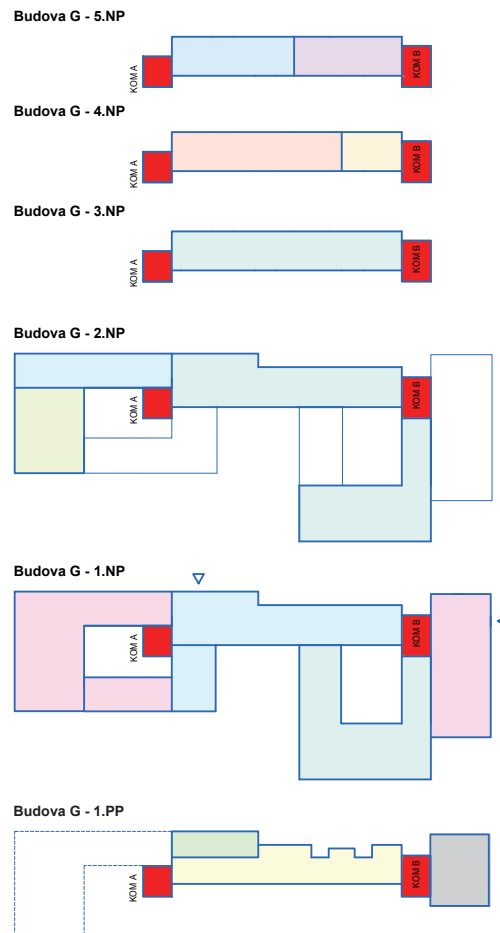 Budova G - 5.NP
KOM A
KOM B
Budova G - 4.NP
KOM A
KOM B
Budova G - 3.NP
KOM A
KOM B
Budova G - 2.NP
KOM A
KOM B
Budova G - 1.NP
KOM A
KOM B
Budova G - 1.PP
KOM A
KOM B